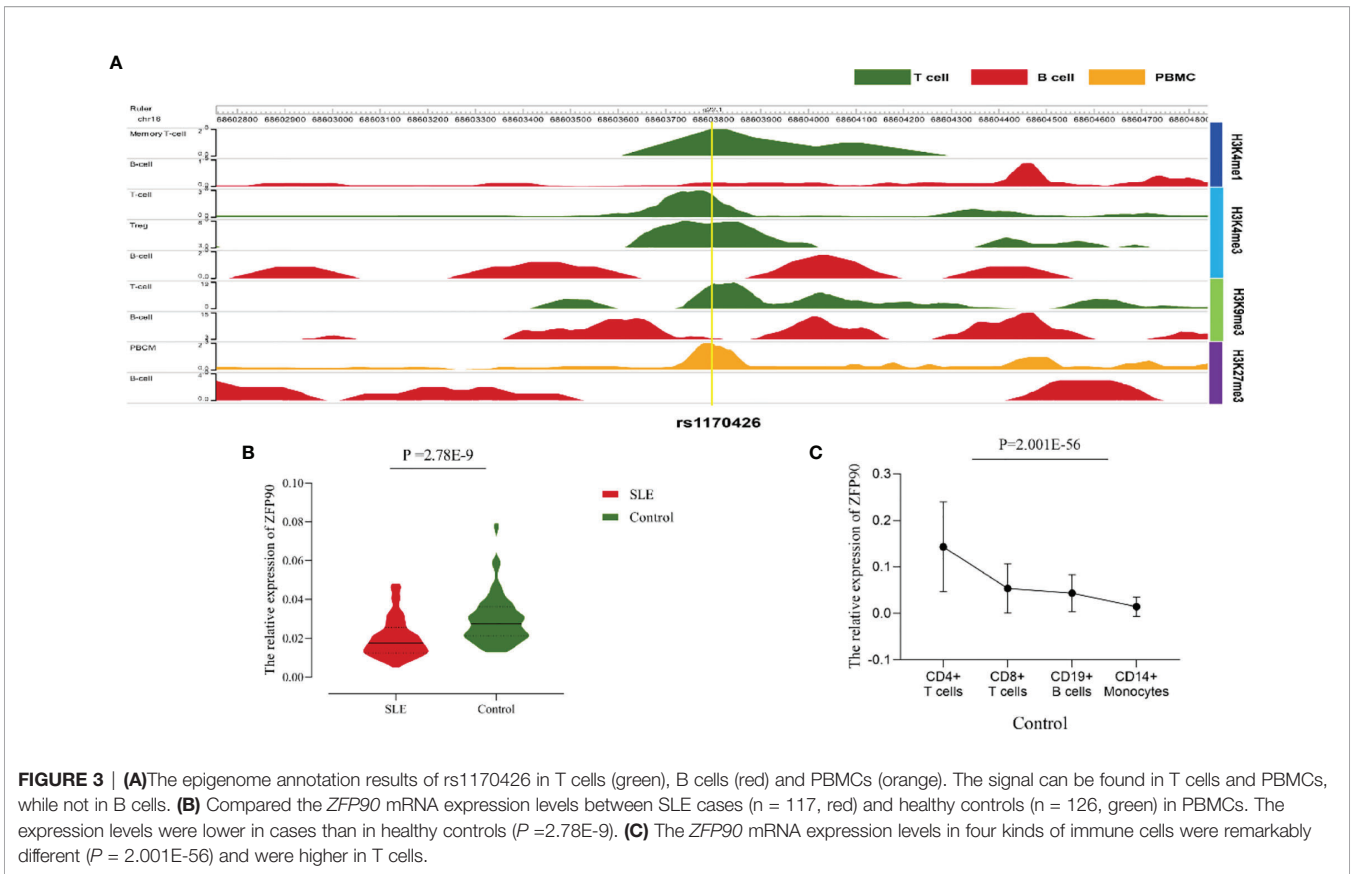 A
T cell B cell PBMC
Ruler
chr16
68602800 68602900 68603000 68603100 68603200 68603300 68603400 68603500 68603600 68603700 68603800 68603900 68604000 68604100 68604200 68604300 68604400 68604500 68604600 68604700 68604800
Memory T-cell
B-cell
T-cell
Treg
B-cell
T-cell
B-cell
PBCM
B-cell
H3K4me1
H3K4me3
H3K9me3
H3K27me3
rs1170426
B
P =2.78E-9
The relative expression of ZFP90
0.10
0.08
0.06
0.04
0.02
0.00
SLE
Control
SLE Control
C
P=2.001E-56
The relative expression of ZFP90
0.3
0.2
0.1
0.0
-0.1
CD4+ CD8+ CD19+ CD14+
T cells T cells B cells Monocytes
Control
FIGURE 3 | (A)The epigenome annotation results of rs1170426 in T cells (green), B cells (red) and PBMCs (orange). The signal can be found in T cells and PBMCs,
while not in B cells. (B) Compared the ZFP90 mRNA expression levels between SLE cases (n = 117, red) and healthy controls (n = 126, green) in PBMCs. The
expression levels were lower in cases than in healthy controls (P =2.78E-9). (C) The ZFP90 mRNA expression levels in four kinds of immune cells were remarkably
different (P = 2.001E-56) and were higher in T cells.